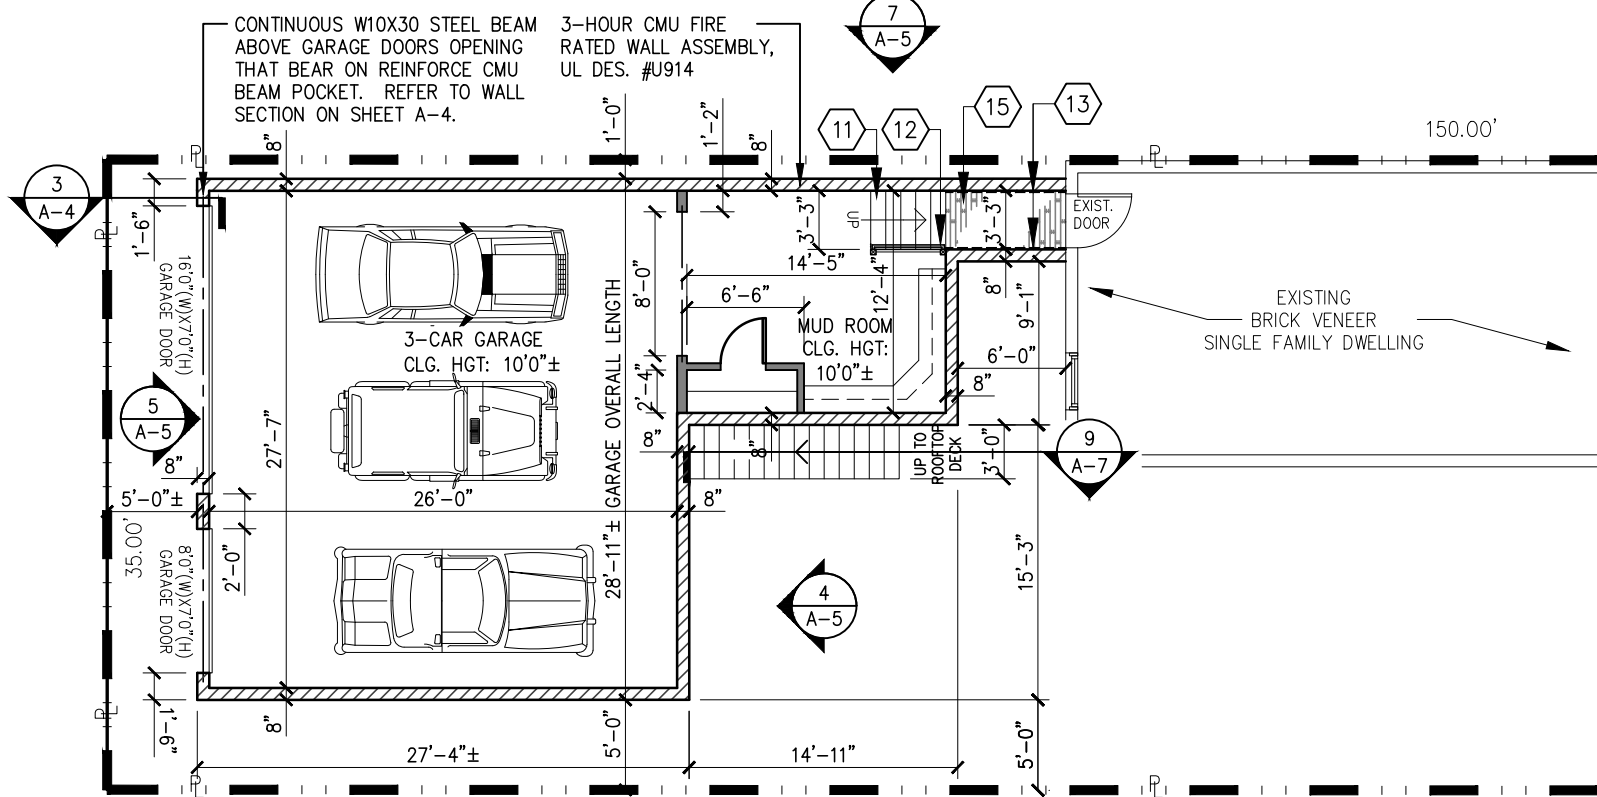 CONTINUOUS W10X30 STEEL BEAM
ABOVE GARAGE DOORS OPENING
THAT BEAR ON REINFORCE CMU
BEAM POCKET. REFER TO WALL
SECTION ON SHEET A-4.
3-HOUR CMU FIRE
RATED WALL ASSEMBLY,
UL DES. #U914
7
A-5
11
12
15
13
150.00'
8"
1'-0"
1'-2"
8"
PL
PL
3
A-4
PL
1'-6"
16'0"(W)X7'0"(H)
GARAGE DOOR
3'-3"
UP
3'-3"
EXIST.
DOOR
14'-5"
12'-4"
8'-0"
6'-6"
8"
9'-1"
MUD ROOM
CLG. HGT:
10'0"±
3-CAR GARAGE
CLG. HGT: 10'0"±
EXISTING
BRICK VENEER
SINGLE FAMILY DWELLING
6'-0"
8"
2'-4"
5
A-5
27'-7"
28'-11"± GARAGE OVERALL LENGTH
8"
8"
8"
UP TO
ROOFTOP
DECK
3'-0"
9
A-7
5'-0"±
26'-0"
8"
35.00'
2'-0"
8'0"(W)X7'0"(H)
GARAGE DOOR
15'-3"
4
A-5
PL
1'-6"
8"
5'-0"
27'-4"±
14'-11"
5'-0"
PL
PL